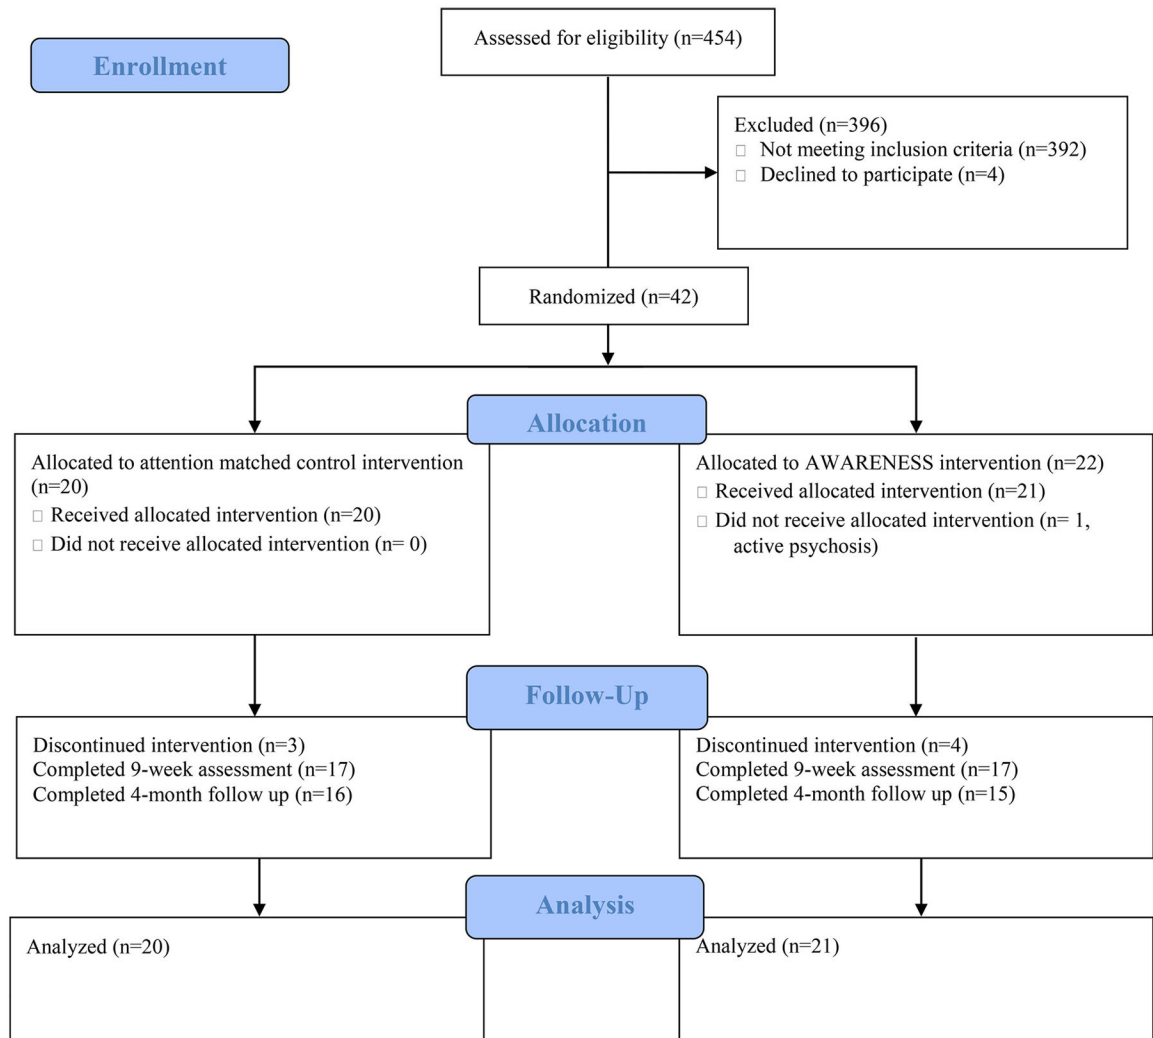 Assessed for eligibility (n=454)
Enrollment
Excluded (n=396)
□ Not meeting inclusion criteria (n=392)
□ Declined to participate (n=4)
Randomized (n=42)
Allocation
Allocated to attention matched control intervention
(n=20)
□ Received allocated intervention (n=20)
□ Did not receive allocated intervention (n= 0)
Allocated to AWARENESS intervention (n=22)
□ Received allocated intervention (n=21)
□ Did not receive allocated intervention (n= 1,
active psychosis)
Follow-Up
Discontinued intervention (n=3)
Completed 9-week assessment (n=17)
Completed 4-month follow up (n=16)
Discontinued intervention (n=4)
Completed 9-week assessment (n=17)
Completed 4-month follow up (n=15)
Analysis
Analyzed (n=20)
Analyzed (n=21)